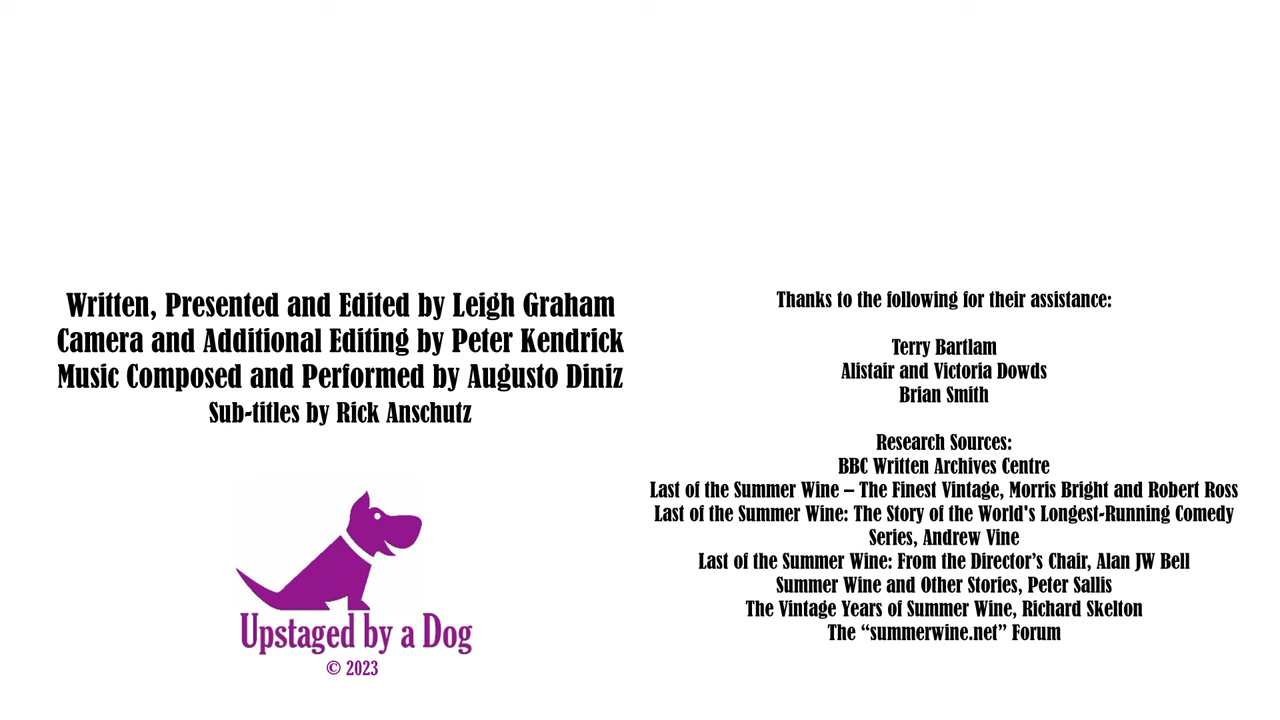 Written, Presented and Edited by Leigh Graham
Camera and Additional Editing by Peter Kendrick
Music Composed and Performed by Augusto Diniz
Sub-titles by Rick Anschutz
Upstaged by a Dog
© 2023
Thanks to the following for their assistance:
Terry Bartlam
Alistair and Victoria Dowds
Brian Smith
Research Sources:
BBC Written Archives Centre
Last of the Summer Wine – The Finest Vintage, Morris Bright and Robert Ross
Last of the Summer Wine: The Story of the World's Longest-Running Comedy
Series, Andrew Vine
Last of the Summer Wine: From the Director’s Chair, Alan JW Bell
Summer Wine and Other Stories, Peter Sallis
The Vintage Years of Summer Wine, Richard Skelton
The “summerwine.net” Forum